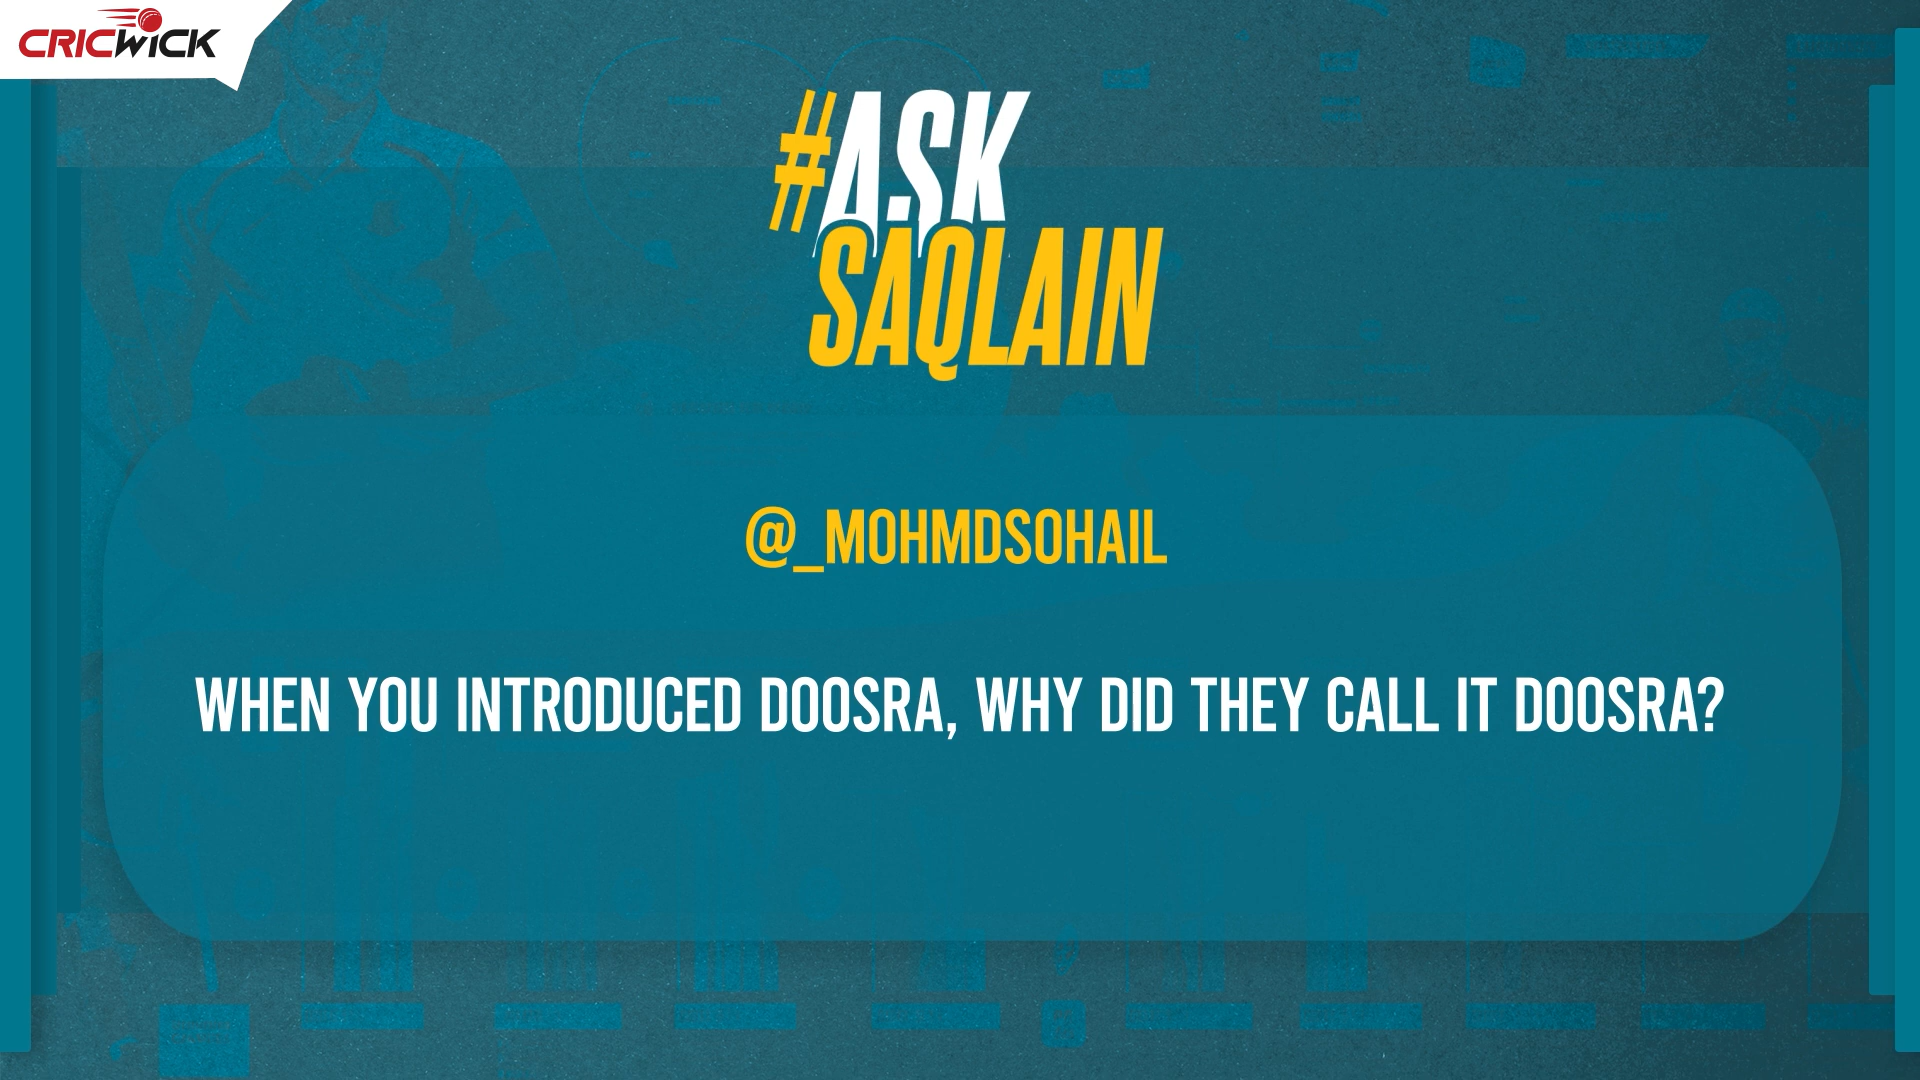 CRICWICK
#ASK
SAQLAIN
@_MOHMDSOHAIL
WHEN YOU INTRODUCED DOOSRA, WHY DID THEY CALL IT DOOSRA?